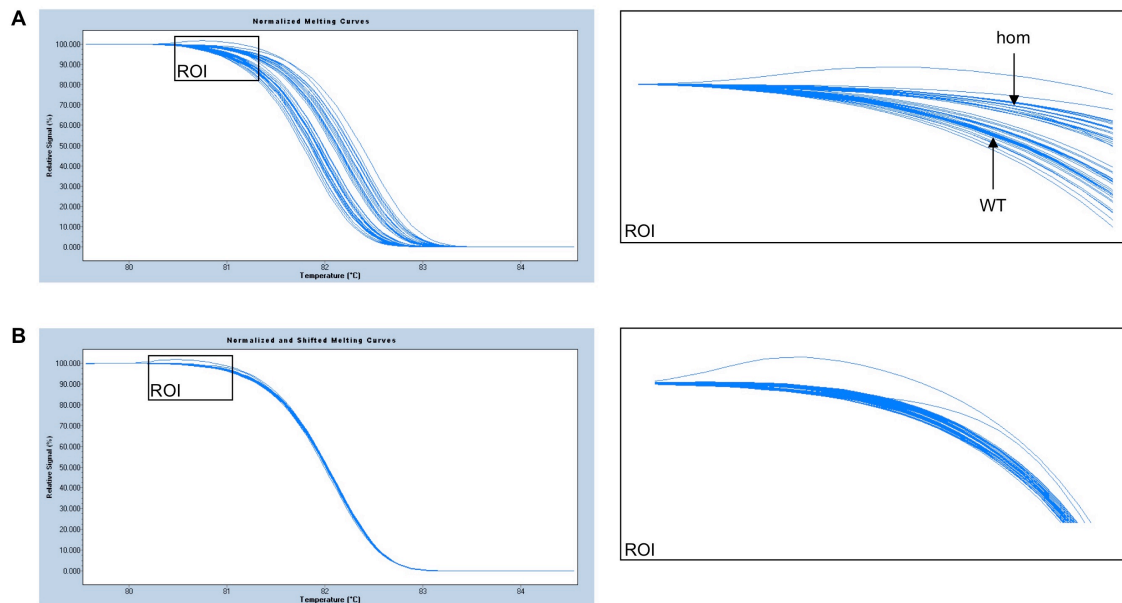 A
Normalized Melting Curves
Relative Signal (%)
100.000
90.000
80.000
70.000
60.000
50.000
40.000
30.000
20.000
10.000
0.000
ROI
80
81
82
83
84
Temperature (°C)
hom
WT
ROI
B
Normalized and Shifted Melting Curves
Relative Signal (%)
100.000
90.000
80.000
70.000
60.000
50.000
40.000
30.000
20.000
10.000
0.000
ROI
80
81
82
83
84
Temperature (°C)
ROI